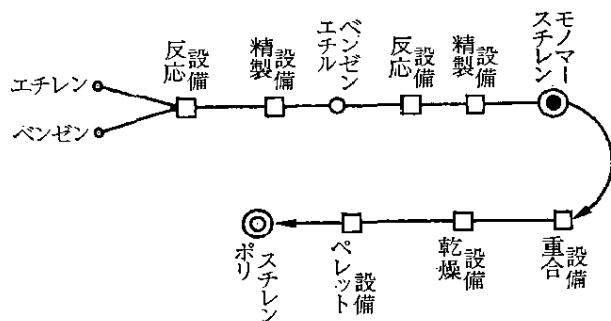 エチレン
ベンゼン
反応設備
精製設備
エチルベンゼン
反応設備
精製設備
スチレンモノマー
重合設備
乾燥設備
ペレット設備
ポリスチレン